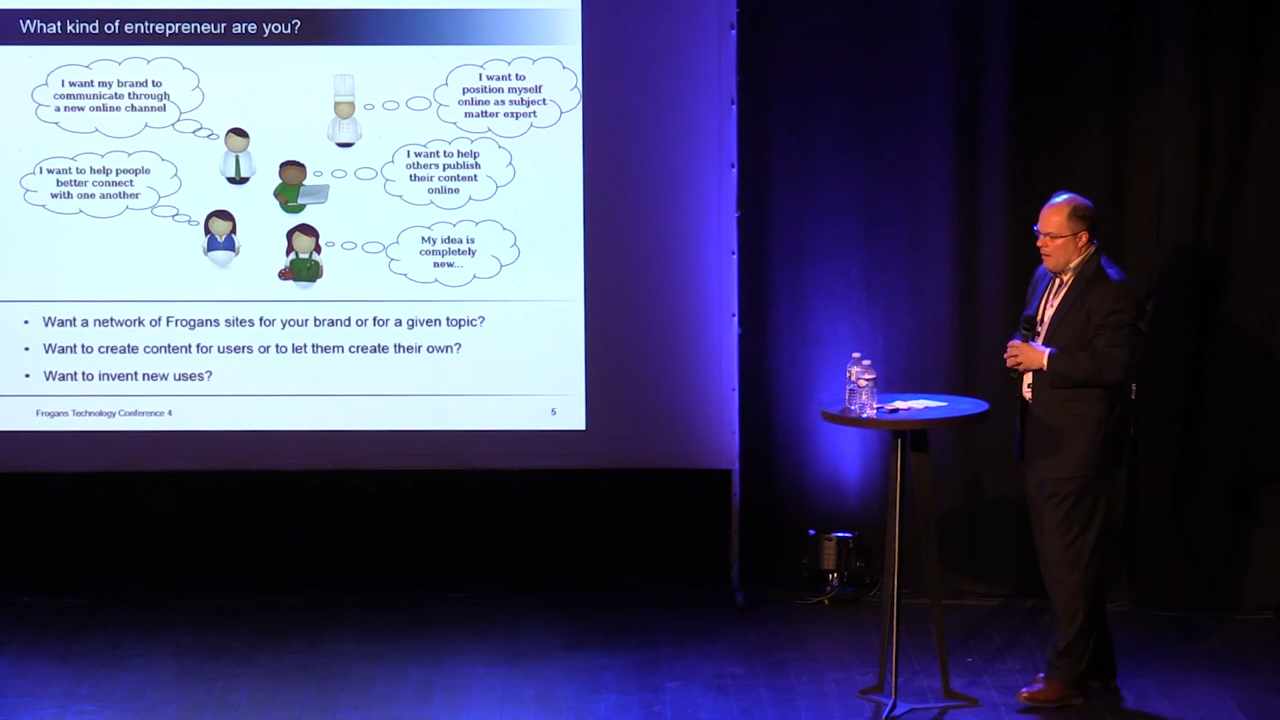 What kind of entrepreneur are you?
I want my brand to
communicate through
a new online channel
I want to
position myself
online as subject
matter expert
I want to help people
better connect
with one another
I want to help
others publish
their content
online
My idea is
completely
new...
• Want a network of Frogans sites for your brand or for a given topic?
• Want to create content for users or to let them create their own?
• Want to invent new uses?
Frogans Technology Conference 4
5